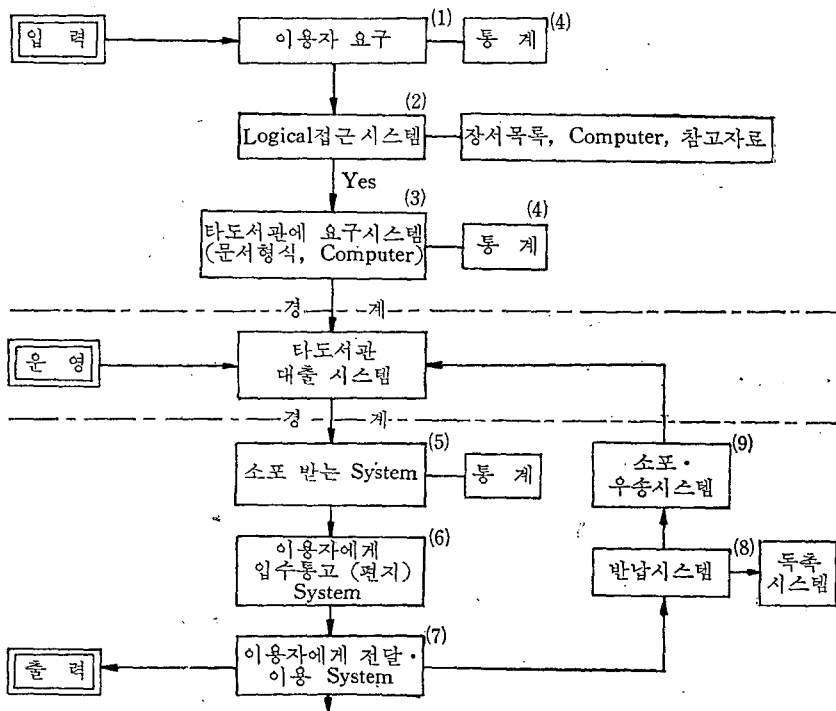 입 력
이용자 요구
(1)
통 계
(4)
(2)
Logical접근 시스템
장서목록, Computer, 참고자료
Yes
(3)
타도서관에 요구시스템
(문서형식, Computer)
(4)
통 계
경 계
운 영
타도서관
대출 시스템
경 계
(5)
소포 받는 System
통 계
(9)
소포·
우송시스템
(6)
이용자에게
입수통고 (편지)
System
(8)
반납시스템
독촉
시스템
(7)
출 력
이용자에게 전달·
이용 System